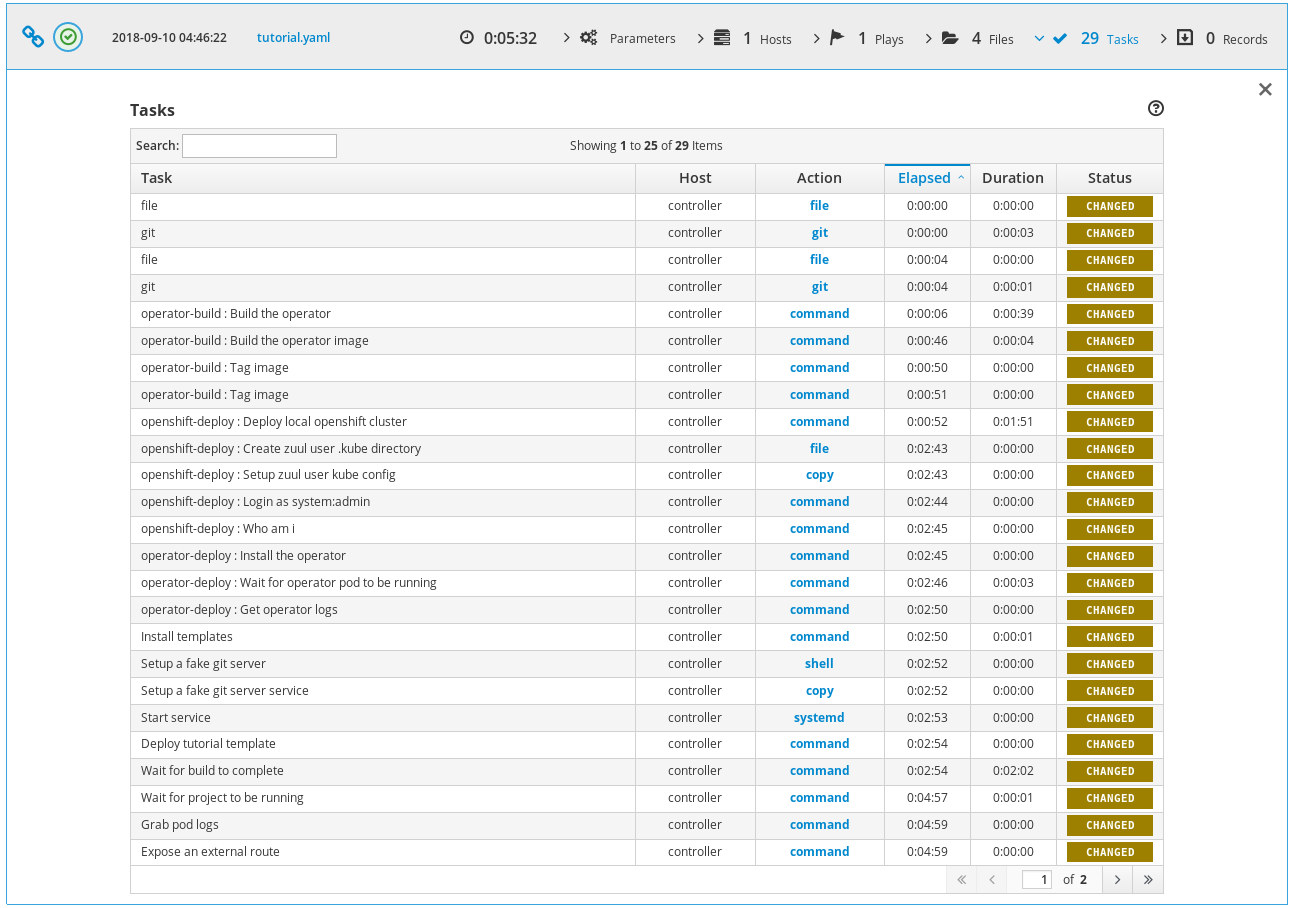 2018-09-10 04:46:22 tutorial.yaml 0:05:32 Parameters 1 Hosts 1 Plays 4 Files 29 Tasks 0 Records
Tasks
Search: Showing 1 to 25 of 29 Items
Task Host Action Elapsed Duration Status
file controller file 0:00:00 0:00:00 CHANGED
git controller git 0:00:00 0:00:03 CHANGED
file controller file 0:00:04 0:00:00 CHANGED
git controller git 0:00:04 0:00:01 CHANGED
operator-build : Build the operator controller command 0:00:06 0:00:39 CHANGED
operator-build : Build the operator image controller command 0:00:46 0:00:04 CHANGED
operator-build : Tag image controller command 0:00:50 0:00:00 CHANGED
operator-build : Tag image controller command 0:00:51 0:00:00 CHANGED
openshift-deploy : Deploy local openshift cluster controller command 0:00:52 0:01:51 CHANGED
openshift-deploy : Create zuul user .kube directory controller file 0:02:43 0:00:00 CHANGED
openshift-deploy : Setup zuul user kube config controller copy 0:02:43 0:00:00 CHANGED
openshift-deploy : Login as system:admin controller command 0:02:44 0:00:00 CHANGED
openshift-deploy : Who am i controller command 0:02:45 0:00:00 CHANGED
operator-deploy : Install the operator controller command 0:02:45 0:00:00 CHANGED
operator-deploy : Wait for operator pod to be running controller command 0:02:46 0:00:03 CHANGED
operator-deploy : Get operator logs controller command 0:02:50 0:00:00 CHANGED
Install templates controller command 0:02:50 0:00:01 CHANGED
Setup a fake git server controller shell 0:02:52 0:00:00 CHANGED
Setup a fake git server service controller copy 0:02:52 0:00:00 CHANGED
Start service controller systemd 0:02:53 0:00:00 CHANGED
Deploy tutorial template controller command 0:02:54 0:00:00 CHANGED
Wait for build to complete controller command 0:02:54 0:02:02 CHANGED
Wait for project to be running controller command 0:04:57 0:00:01 CHANGED
Grab pod logs controller command 0:04:59 0:00:00 CHANGED
Expose an external route controller command 0:04:59 0:00:00 CHANGED
1 of 2